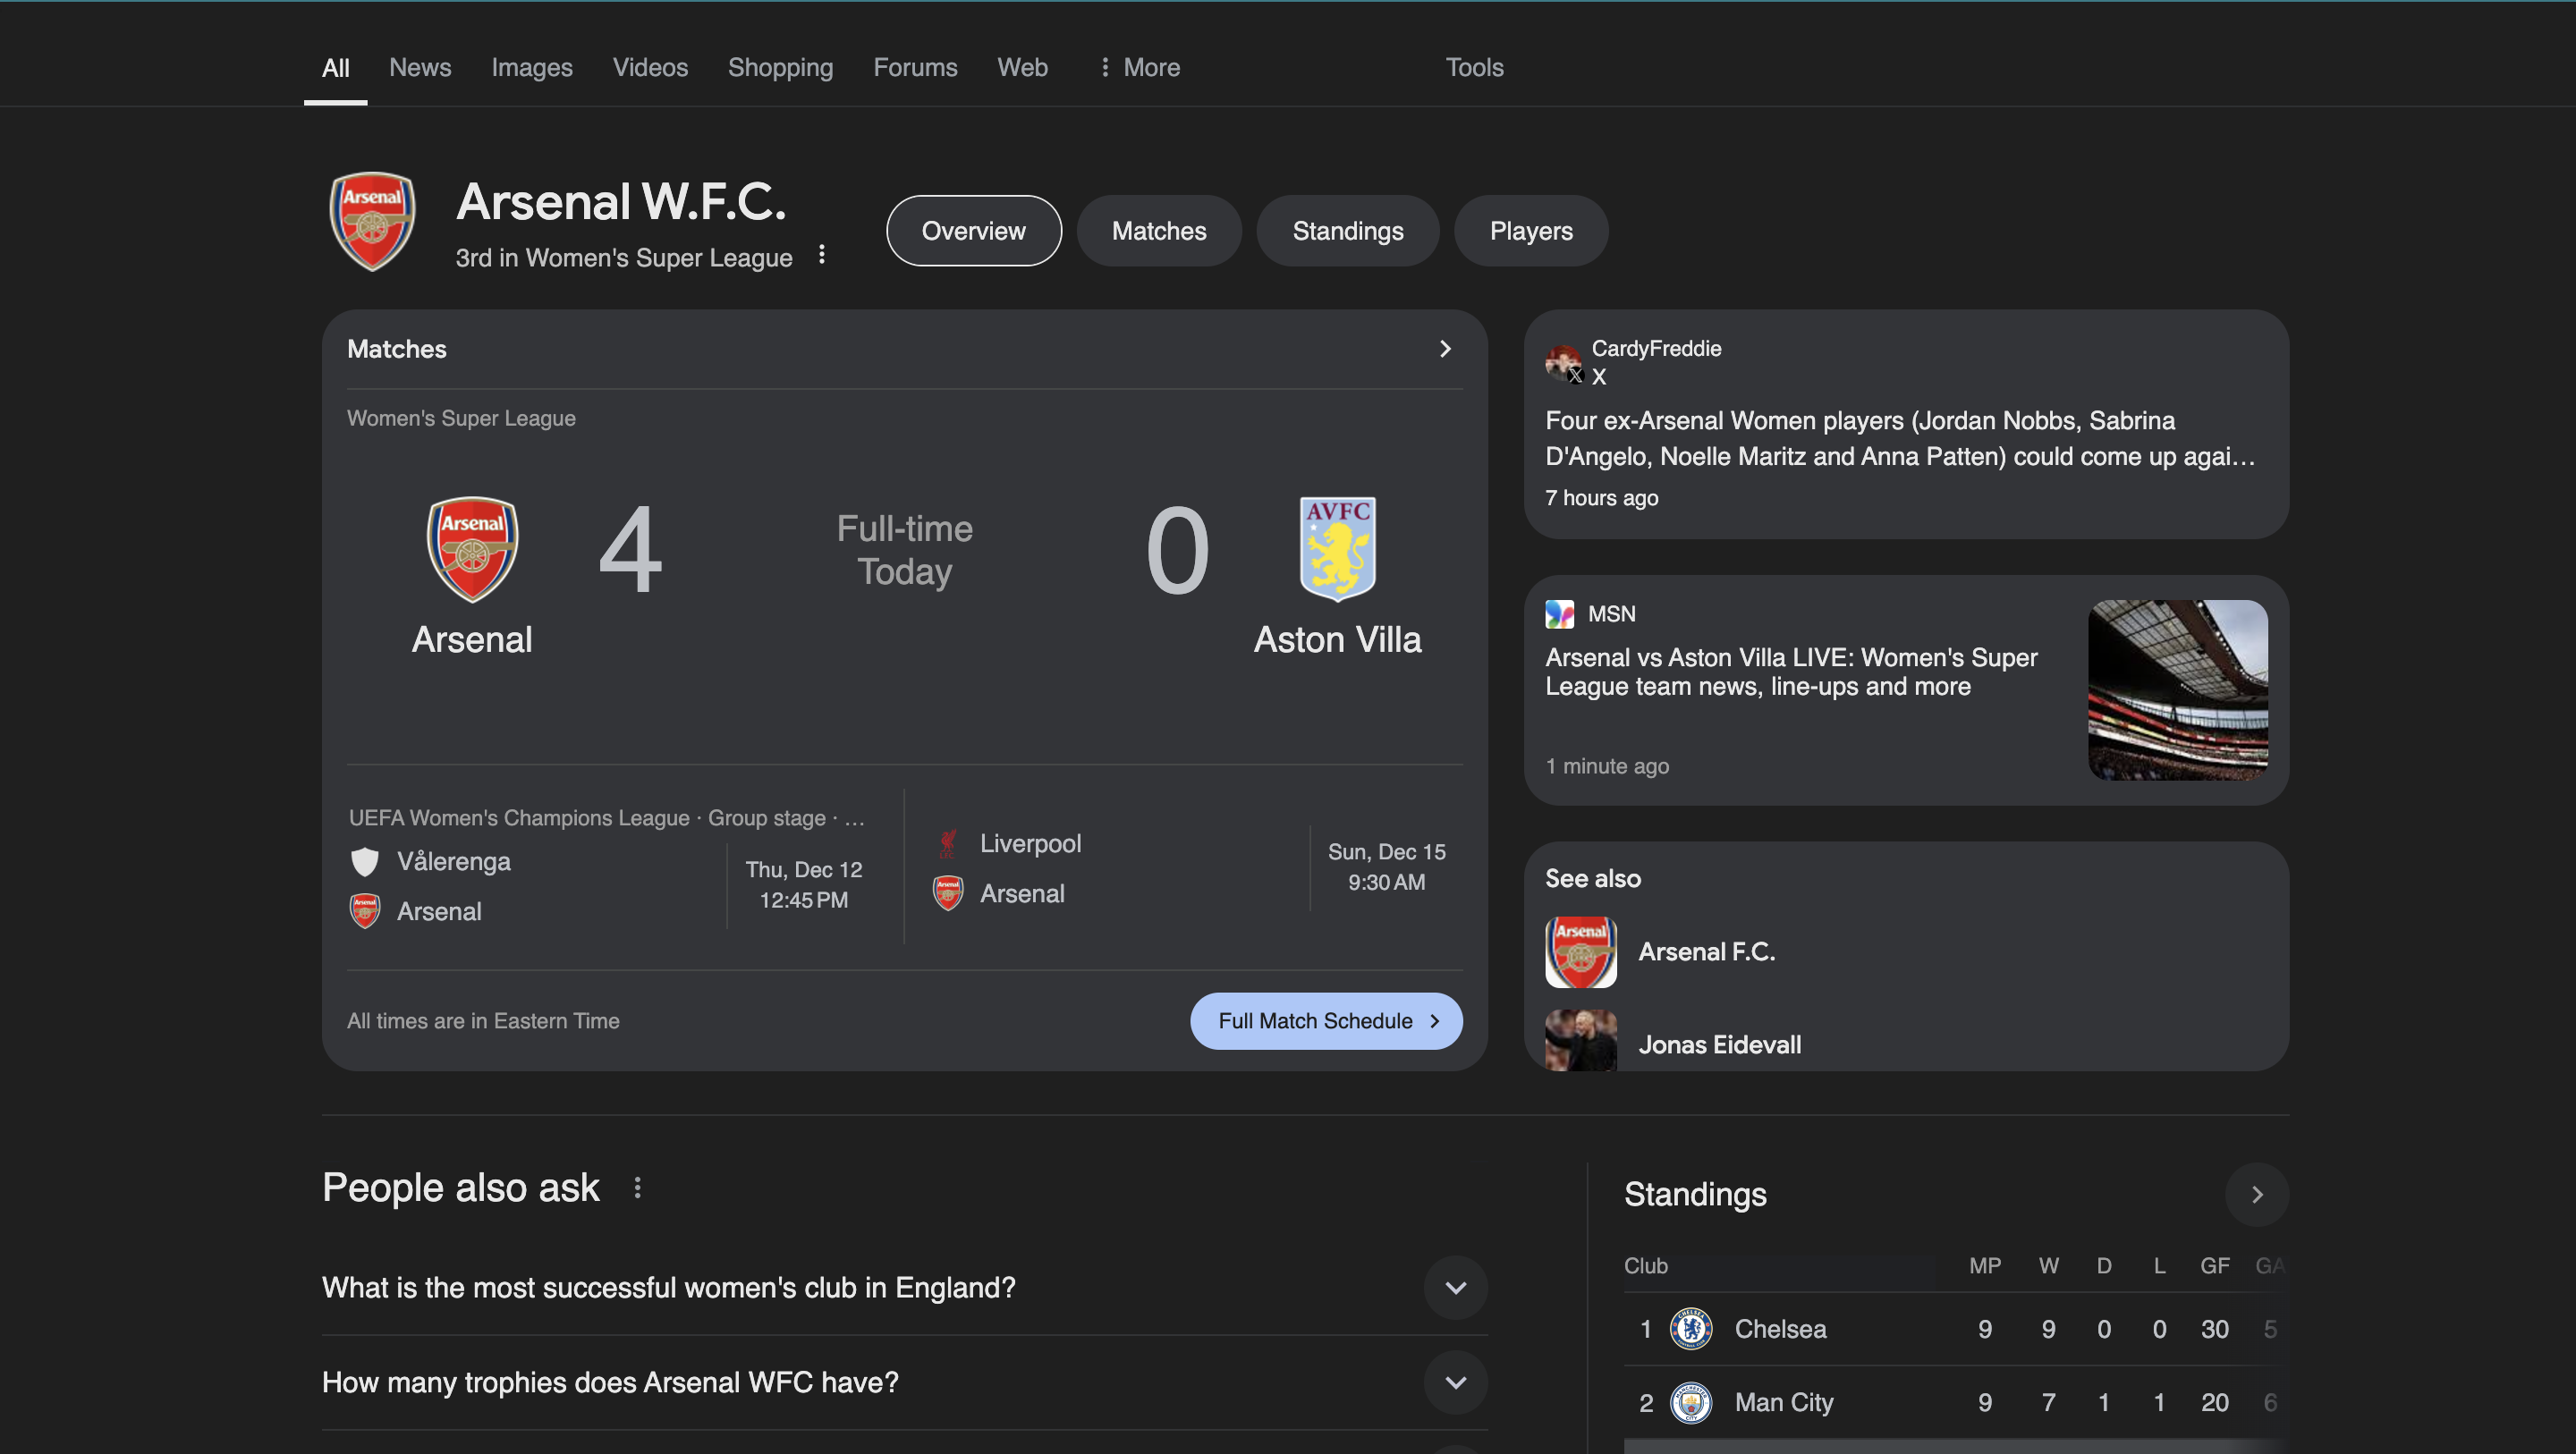 All
News
Images
Videos
Shopping
Forums
Web
More
Tools
Arsenal
Arsenal W.F.C.
3rd in Women's Super League
Overview
Matches
Standings
Players
Matches
Women's Super League
Arsenal
4
Full-time
Today
0
AVFC
Arsenal
Aston Villa
UEFA Women's Champions League · Group stage · ...
Vålerenga
Arsenal
Arsenal
Thu, Dec 12
12:45 PM
Liverpool
Arsenal
Arsenal
Sun, Dec 15
9:30 AM
All times are in Eastern Time
Full Match Schedule
CardyFreddie
X
Four ex-Arsenal Women players (Jordan Nobbs, Sabrina
D'Angelo, Noelle Maritz and Anna Patten) could come up agai...
7 hours ago
MSN
Arsenal vs Aston Villa LIVE: Women's Super
League team news, line-ups and more
1 minute ago
See also
Arsenal
Arsenal F.C.
Jonas Eidevall
People also ask
What is the most successful women's club in England?
How many trophies does Arsenal WFC have?
Standings
Club MP W D L GF GA
1 Chelsea 9 9 0 0 30 5
2 Man City 9 7 1 1 20 6